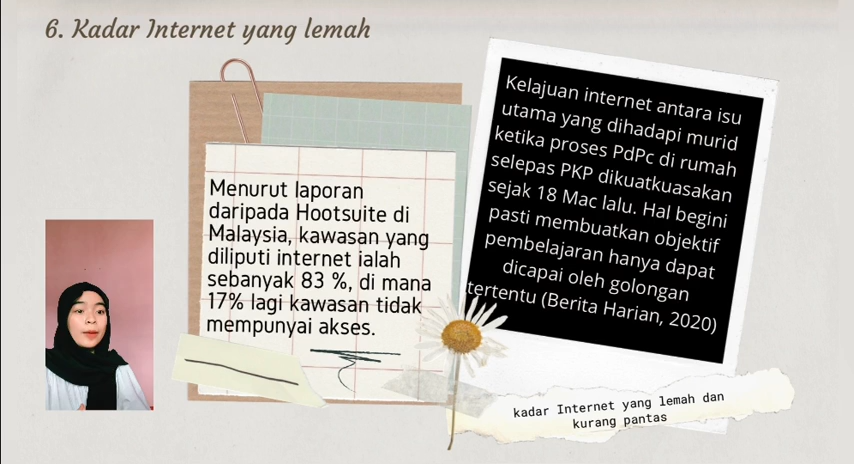 6. Kadar Internet yang lemah
Menurut laporan
daripada Hootsuite di
Malaysia, kawasan yang
diliputi internet ialah
sebanyak 83 %, di mana
17% lagi kawasan tidak
mempunyai akses.
Kelajuan internet antara isu
utama yang dihadapi murid
ketika proses PdPc di rumah
selepas PKP dikuatkuasakan
sejak 18 Mac lalu. Hal begini
pasti membuatkan objektif
pembelajaran hanya dapat
dicapai oleh golongan
tertentu (Berita Harian, 2020)
kadar Internet yang lemah dan
kurang pantas